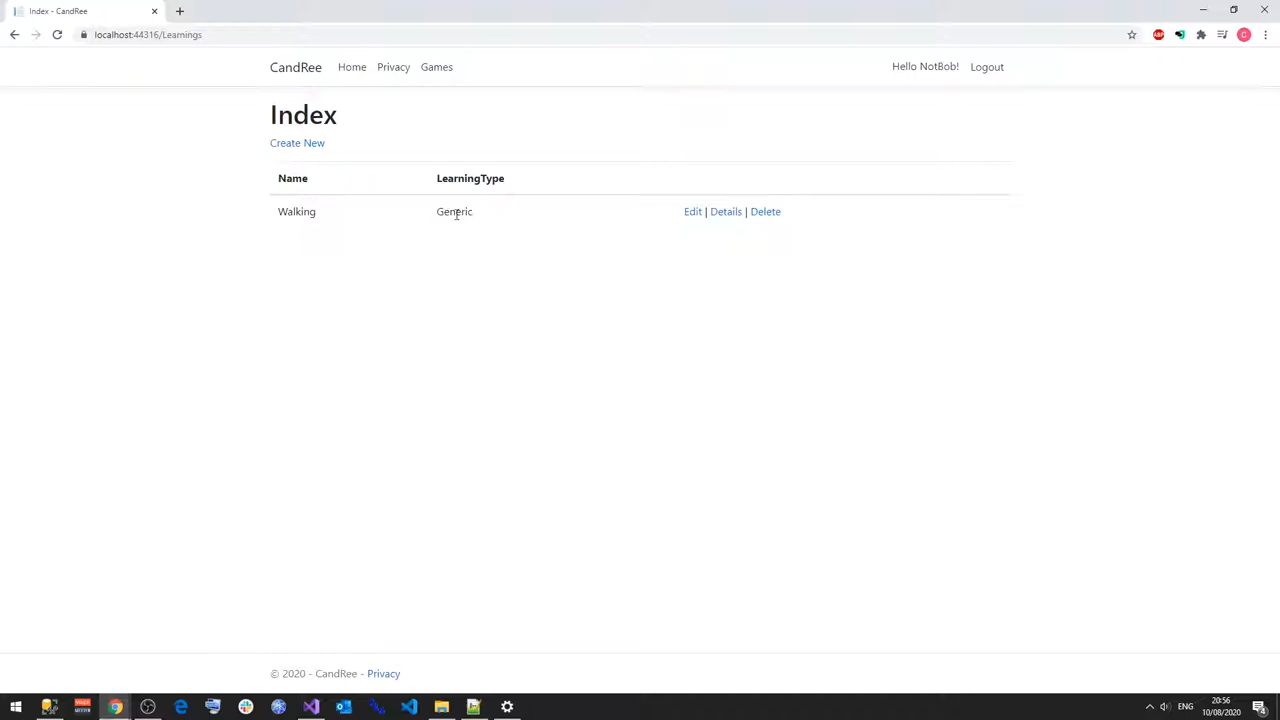 Index - CandRee
localhost:44316/Learnings
CandRee Home Privacy Games Hello NotBob! Logout
Index
Create New
Name LearningType
Walking Generic Edit | Details | Delete
© 2020 - CandRee - Privacy
ENG 20:56
10/08/2020